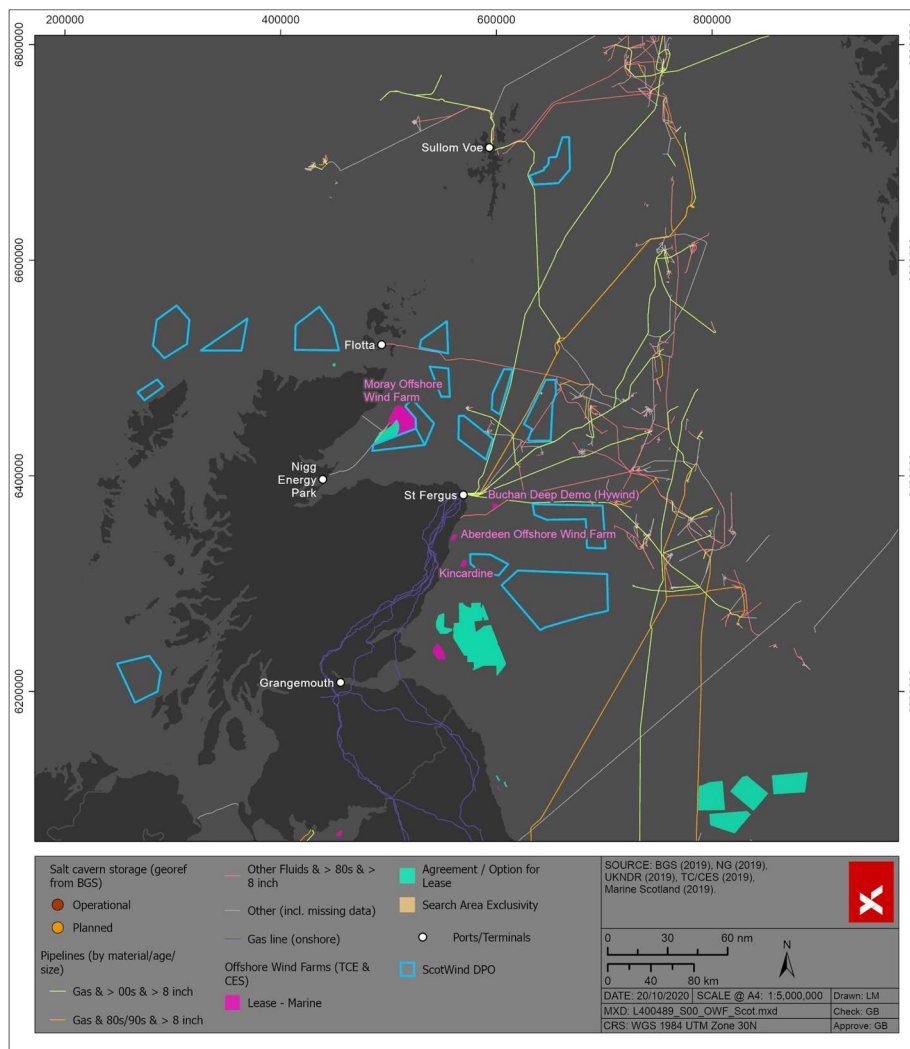 200000
400000
600000
800000
6800000
Sullom Voe
6600000
Flotta
Moray Offshore
Wind Farm
Nigg
Energy
Park
6400000
St Fergus
Buchan Deep Demo (Hywind)
Aberdeen Offshore Wind Farm
Kincardine
Grangemouth
6200000
Salt cavern storage (georef
from BGS)
Operational
Planned
Pipelines (by material/age/
size)
Gas & > 00s & > 8 inch
Gas & 80s/90s & > 8 inch
Other Fluids & > 80s & >
8 inch
Other (incl. missing data)
Gas line (onshore)
Offshore Wind Farms (TCE &
CES)
Lease - Marine
Agreement / Option for
Lease
Search Area Exclusivity
Ports/Terminals
ScotWind DPO
SOURCE: BGS (2019), NG (2019),
UKNDR (2019), TC/CES (2019),
Marine Scotland (2019).
0 30 60 nm
0 40 80 km
N
DATE: 20/10/2020
SCALE @ A4: 1:5,000,000
Drawn: LM
MXD: L400489_S00_OWF_Scot.mxd
Check: GB
CRS: WGS 1984 UTM Zone 30N
Approve: GB